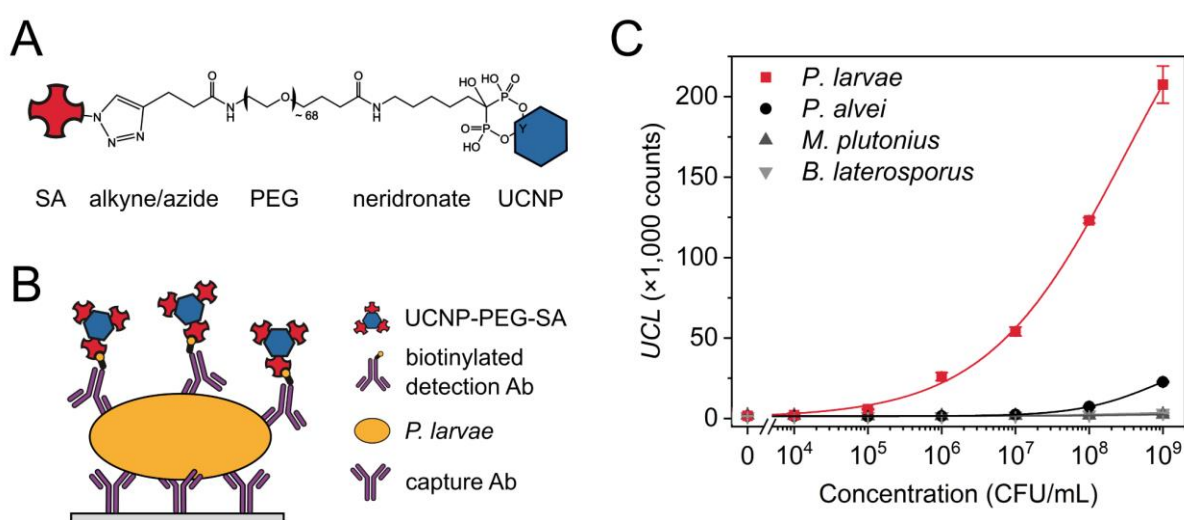 A
HO
HO
O
O
O
P
O
H
N
O
O
N
H
Y
~ 68
N
N
N
O
P
O
HO
HO
SA alkyne/azide PEG neridronate UCNP
B
UCNP-PEG-SA
biotinylated
detection Ab
P. larvae
capture Ab
C
P. larvae
P. alvei
M. plutonius
B. laterosporus
UCL (×1,000 counts)
200
150
100
50
0
0 10⁴ 10⁵ 10⁶ 10⁷ 10⁸ 10⁹
Concentration (CFU/mL)